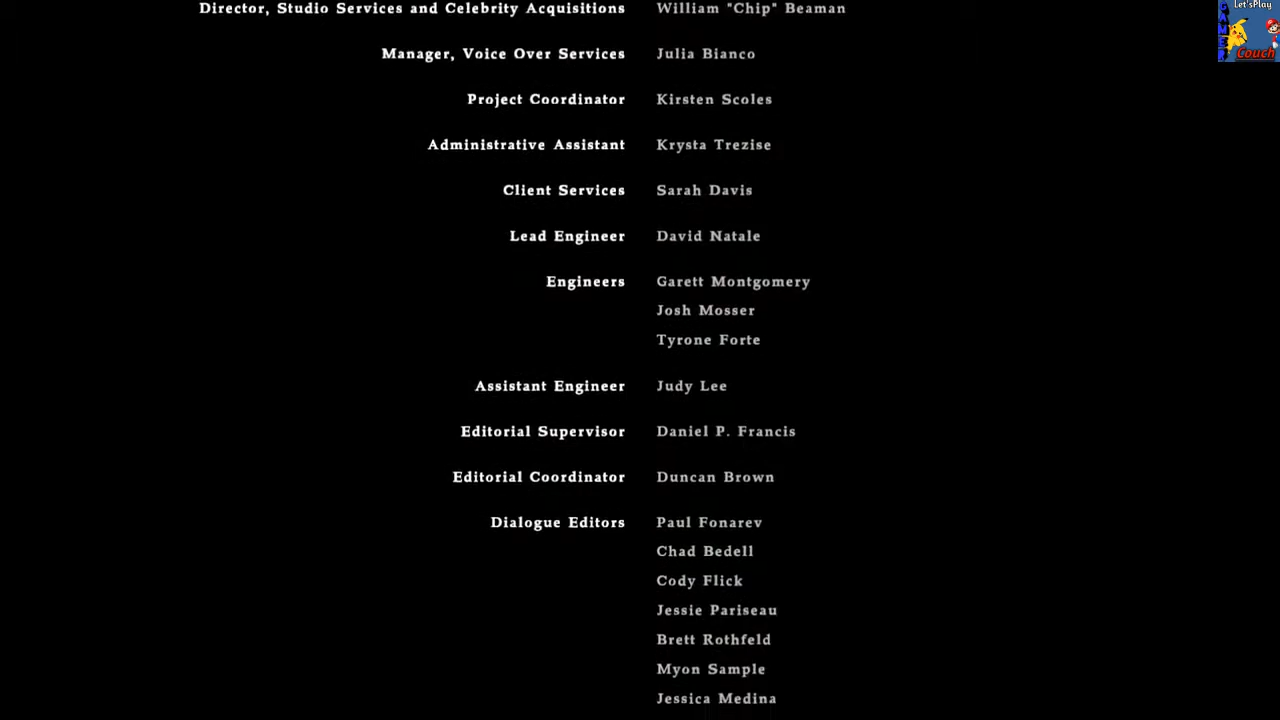 Director, Studio Services and Celebrity Acquisitions William "Chip" Beaman
Manager, Voice Over Services Julia Bianco
Project Coordinator Kirsten Scoles
Administrative Assistant Krysta Trezise
Client Services Sarah Davis
Lead Engineer David Natale
Engineers Garett Montgomery
Josh Mosser
Tyrone Forte
Assistant Engineer Judy Lee
Editorial Supervisor Daniel P. Francis
Editorial Coordinator Duncan Brown
Dialogue Editors Paul Fonarev
Chad Bedell
Cody Flick
Jessie Pariseau
Brett Rothfeld
Myon Sample
Jessica Medina
Let'sPlay
GAMER
Couch